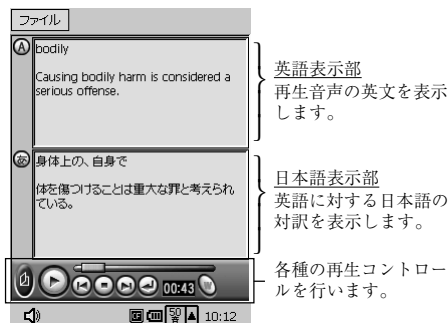 ファイル
A bodily
Causing bodily harm is considered a
serious offense.
英語表示部
再生音声の英文を表示
します。
あ 身体上の、自身で
体を傷つけることは重大な罪と考えられ
ている。
日本語表示部
英語に対する日本語の
対訳を表示します。
各種の再生コントロー
ルを行います。
00:43
50
音
10:12